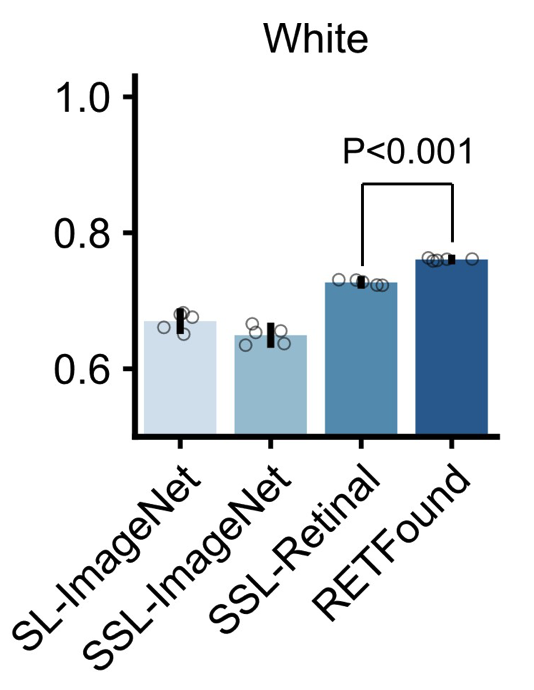 White
1.0
P<0.001
0.8
0.6
SL-ImageNet
SSL-ImageNet
SSL-Retinal
RETFound